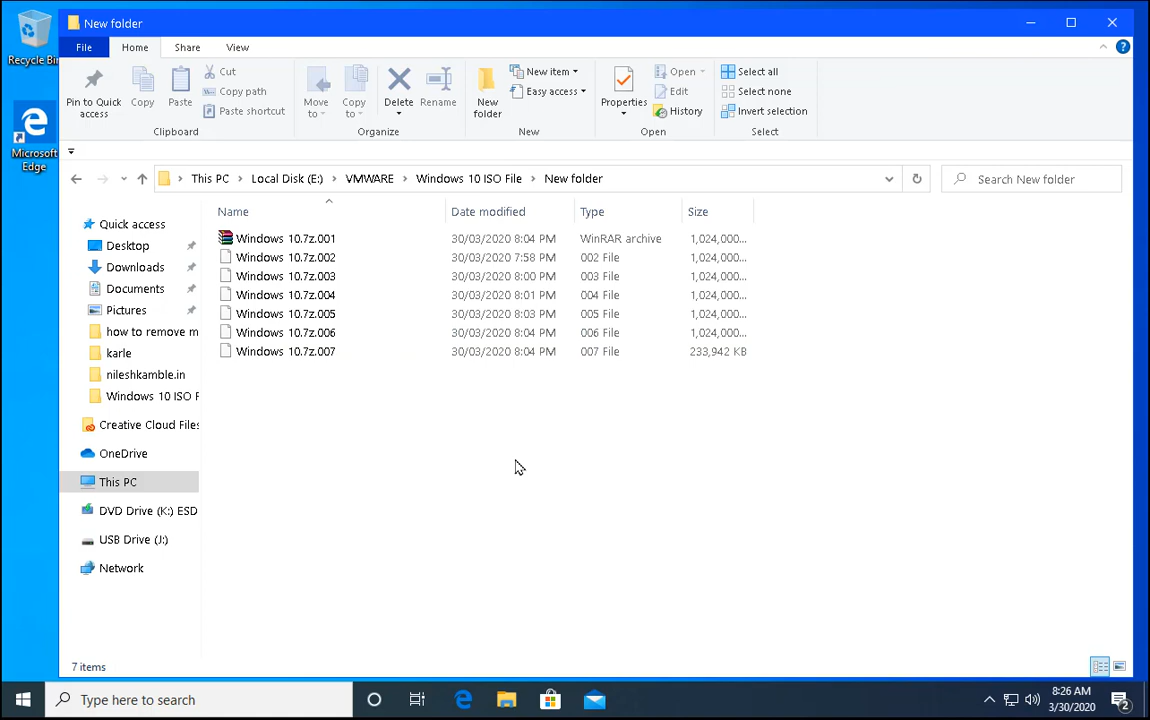 Recycle Bin
Microsoft
Edge
New folder
File Home Share View
Pin to Quick
access
Copy
Paste
Cut
Copy path
Paste shortcut
Clipboard
Move
to
Copy
to
Delete
Rename
Organize
New
folder
New item
Easy access
New
Properties
Open
Edit
History
Open
Select all
Select none
Invert selection
Select
This PC > Local Disk (E:) > VMWARE > Windows 10 ISO File > New folder
Search New folder
Quick access
Desktop
Downloads
Documents
Pictures
how to remove m
karle
nileshkamble.in
Windows 10 ISO F
Creative Cloud Files
OneDrive
This PC
DVD Drive (K:) ESD
USB Drive (J:)
Network
Name Date modified Type Size
Windows 10.7z.001 30/03/2020 8:04 PM WinRAR archive 1,024,000...
Windows 10.7z.002 30/03/2020 7:58 PM 002 File 1,024,000...
Windows 10.7z.003 30/03/2020 8:00 PM 003 File 1,024,000...
Windows 10.7z.004 30/03/2020 8:01 PM 004 File 1,024,000...
Windows 10.7z.005 30/03/2020 8:03 PM 005 File 1,024,000...
Windows 10.7z.006 30/03/2020 8:04 PM 006 File 1,024,000...
Windows 10.7z.007 30/03/2020 8:04 PM 007 File 233,942 KB
7 items
Type here to search
8:26 AM
3/30/2020
2